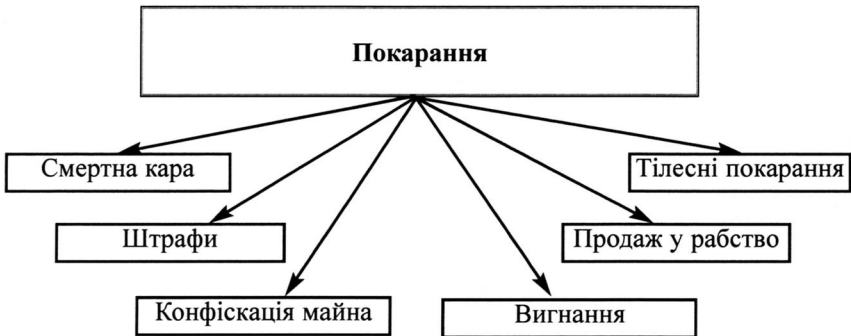 Покарання
Смертна кара
Тілесні покарання
Штрафи
Продаж у рабство
Конфіскація майна
Вигнання